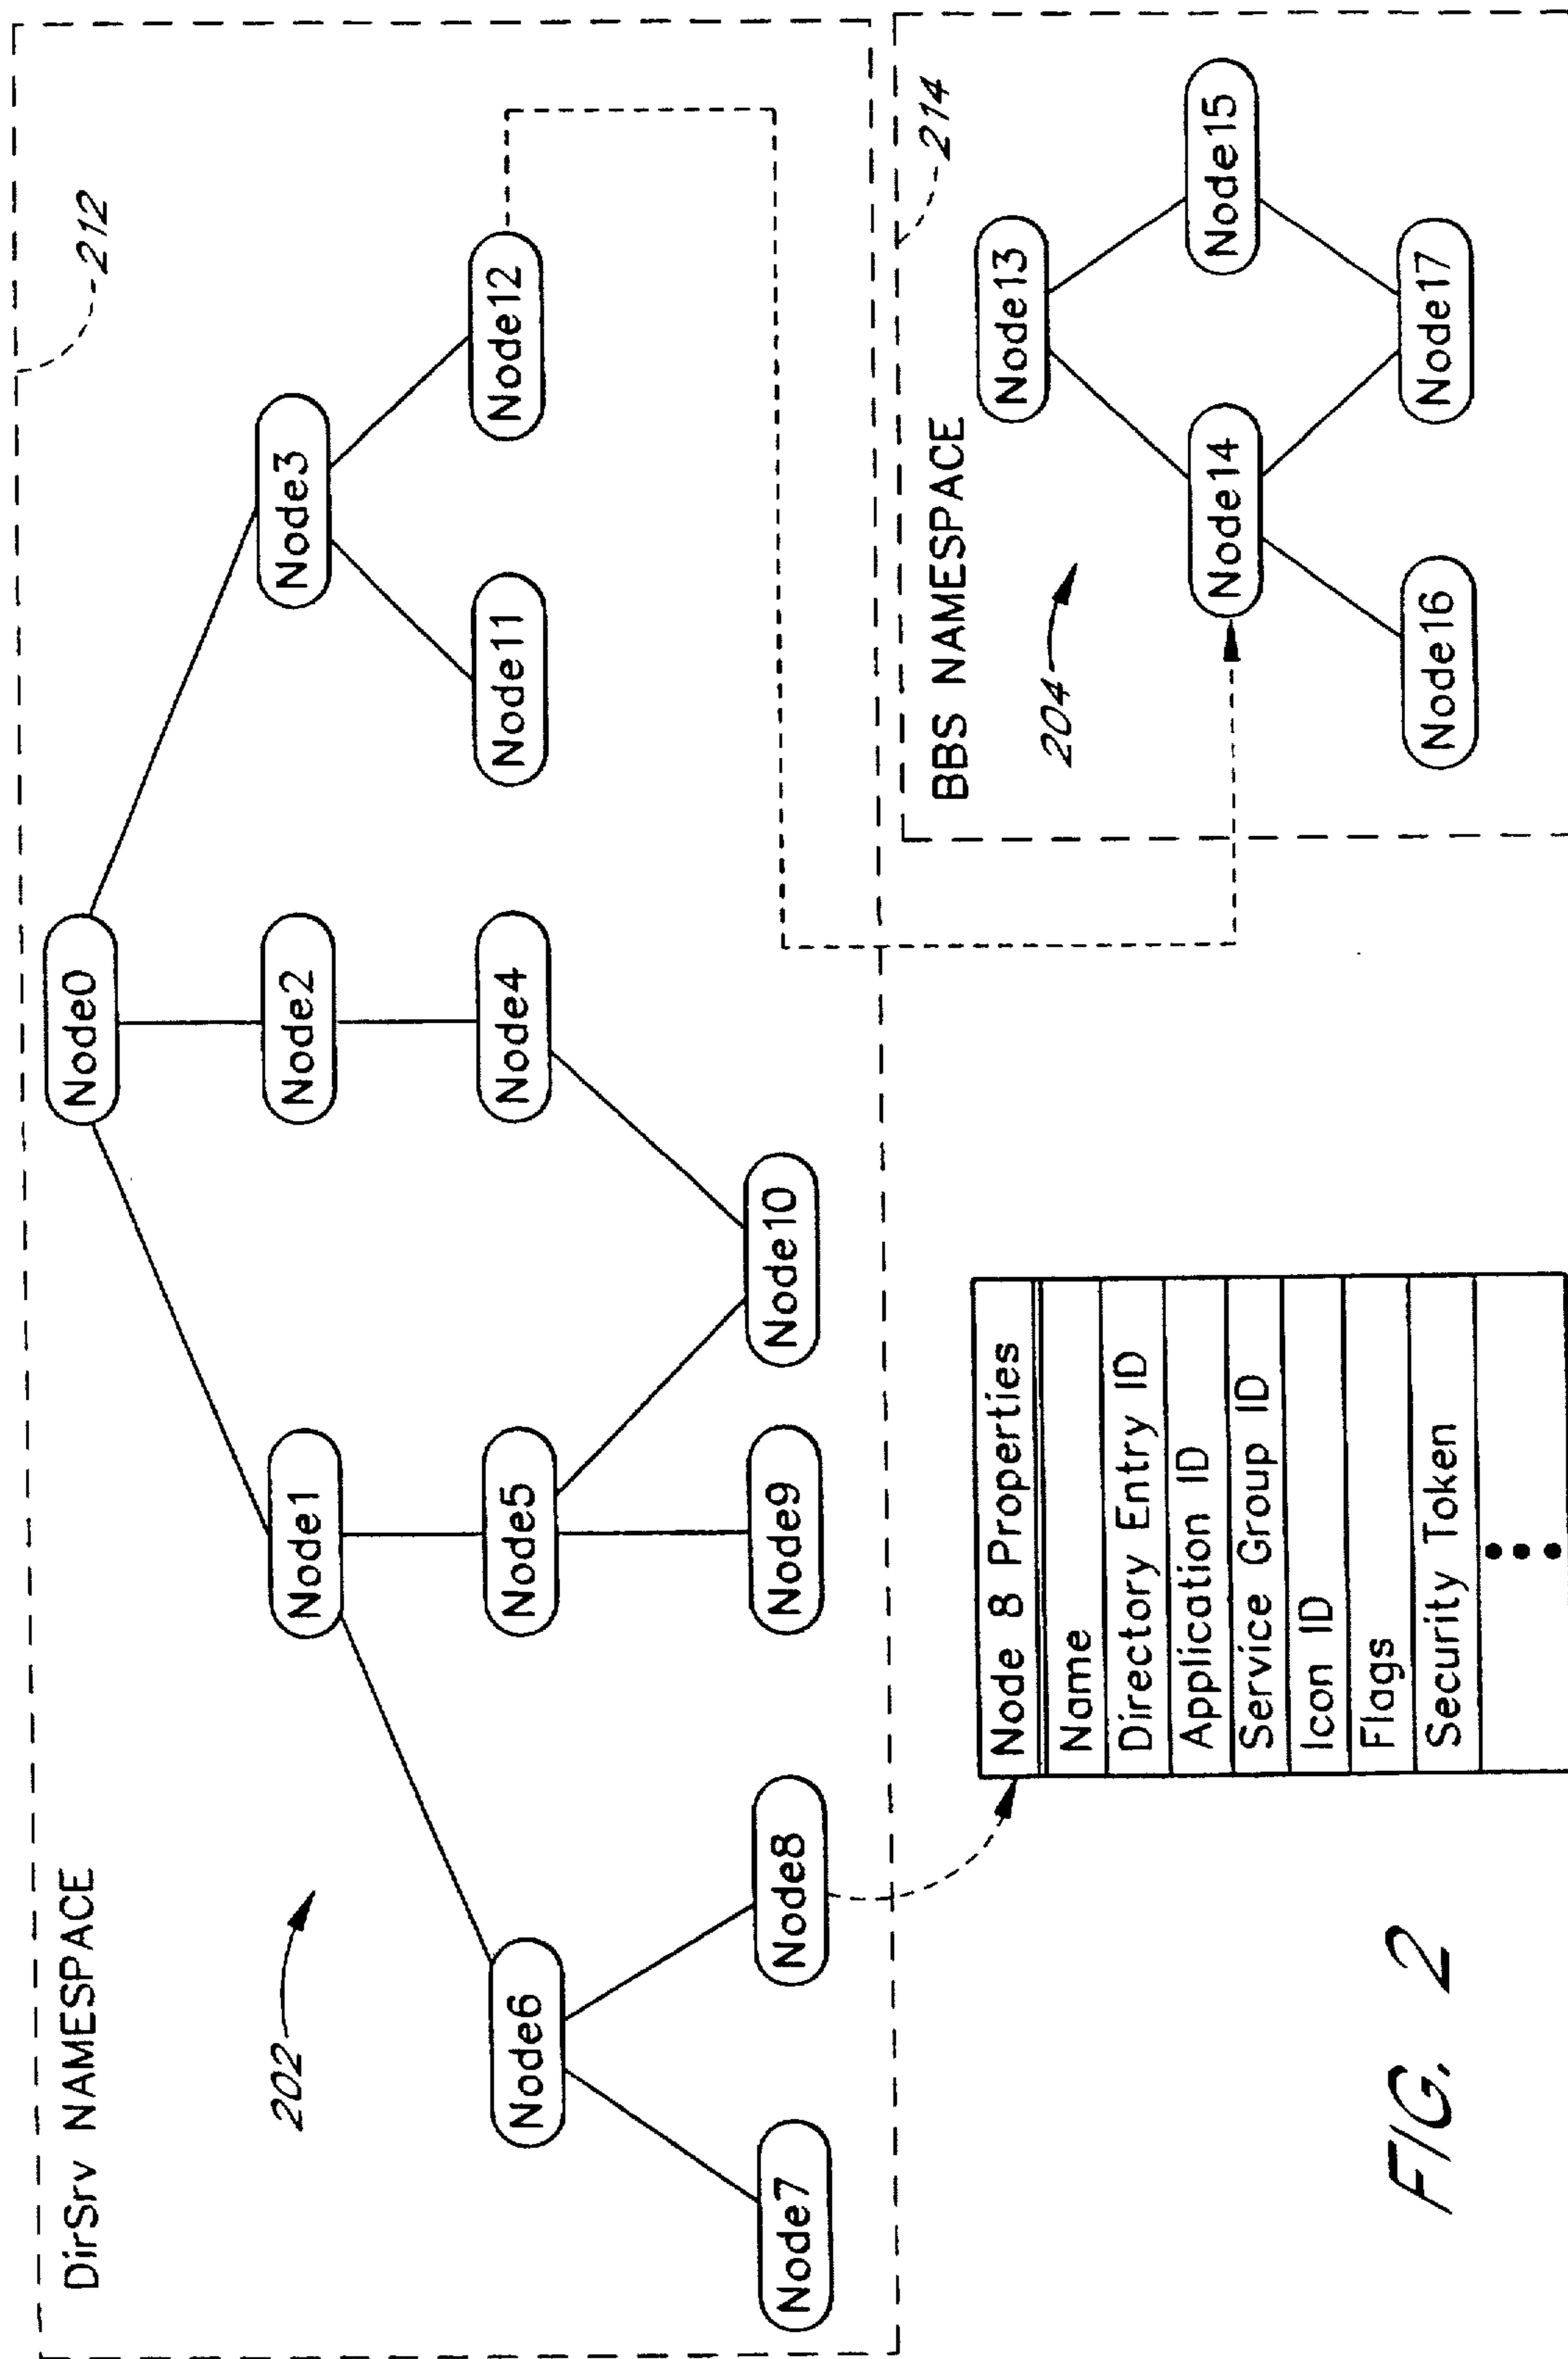 DirSrv NAMESPACE
212
202
Node0
Node1
Node2
Node3
Node6
Node5
Node4
Node11
Node12
Node7
Node8
Node9
Node10
BBS NAMESPACE
214
204
Node13
Node14
Node15
Node16
Node17
Node 8 Properties
Name
Directory Entry ID
Application ID
Service Group ID
Icon ID
Flags
Security Token
FIG. 2